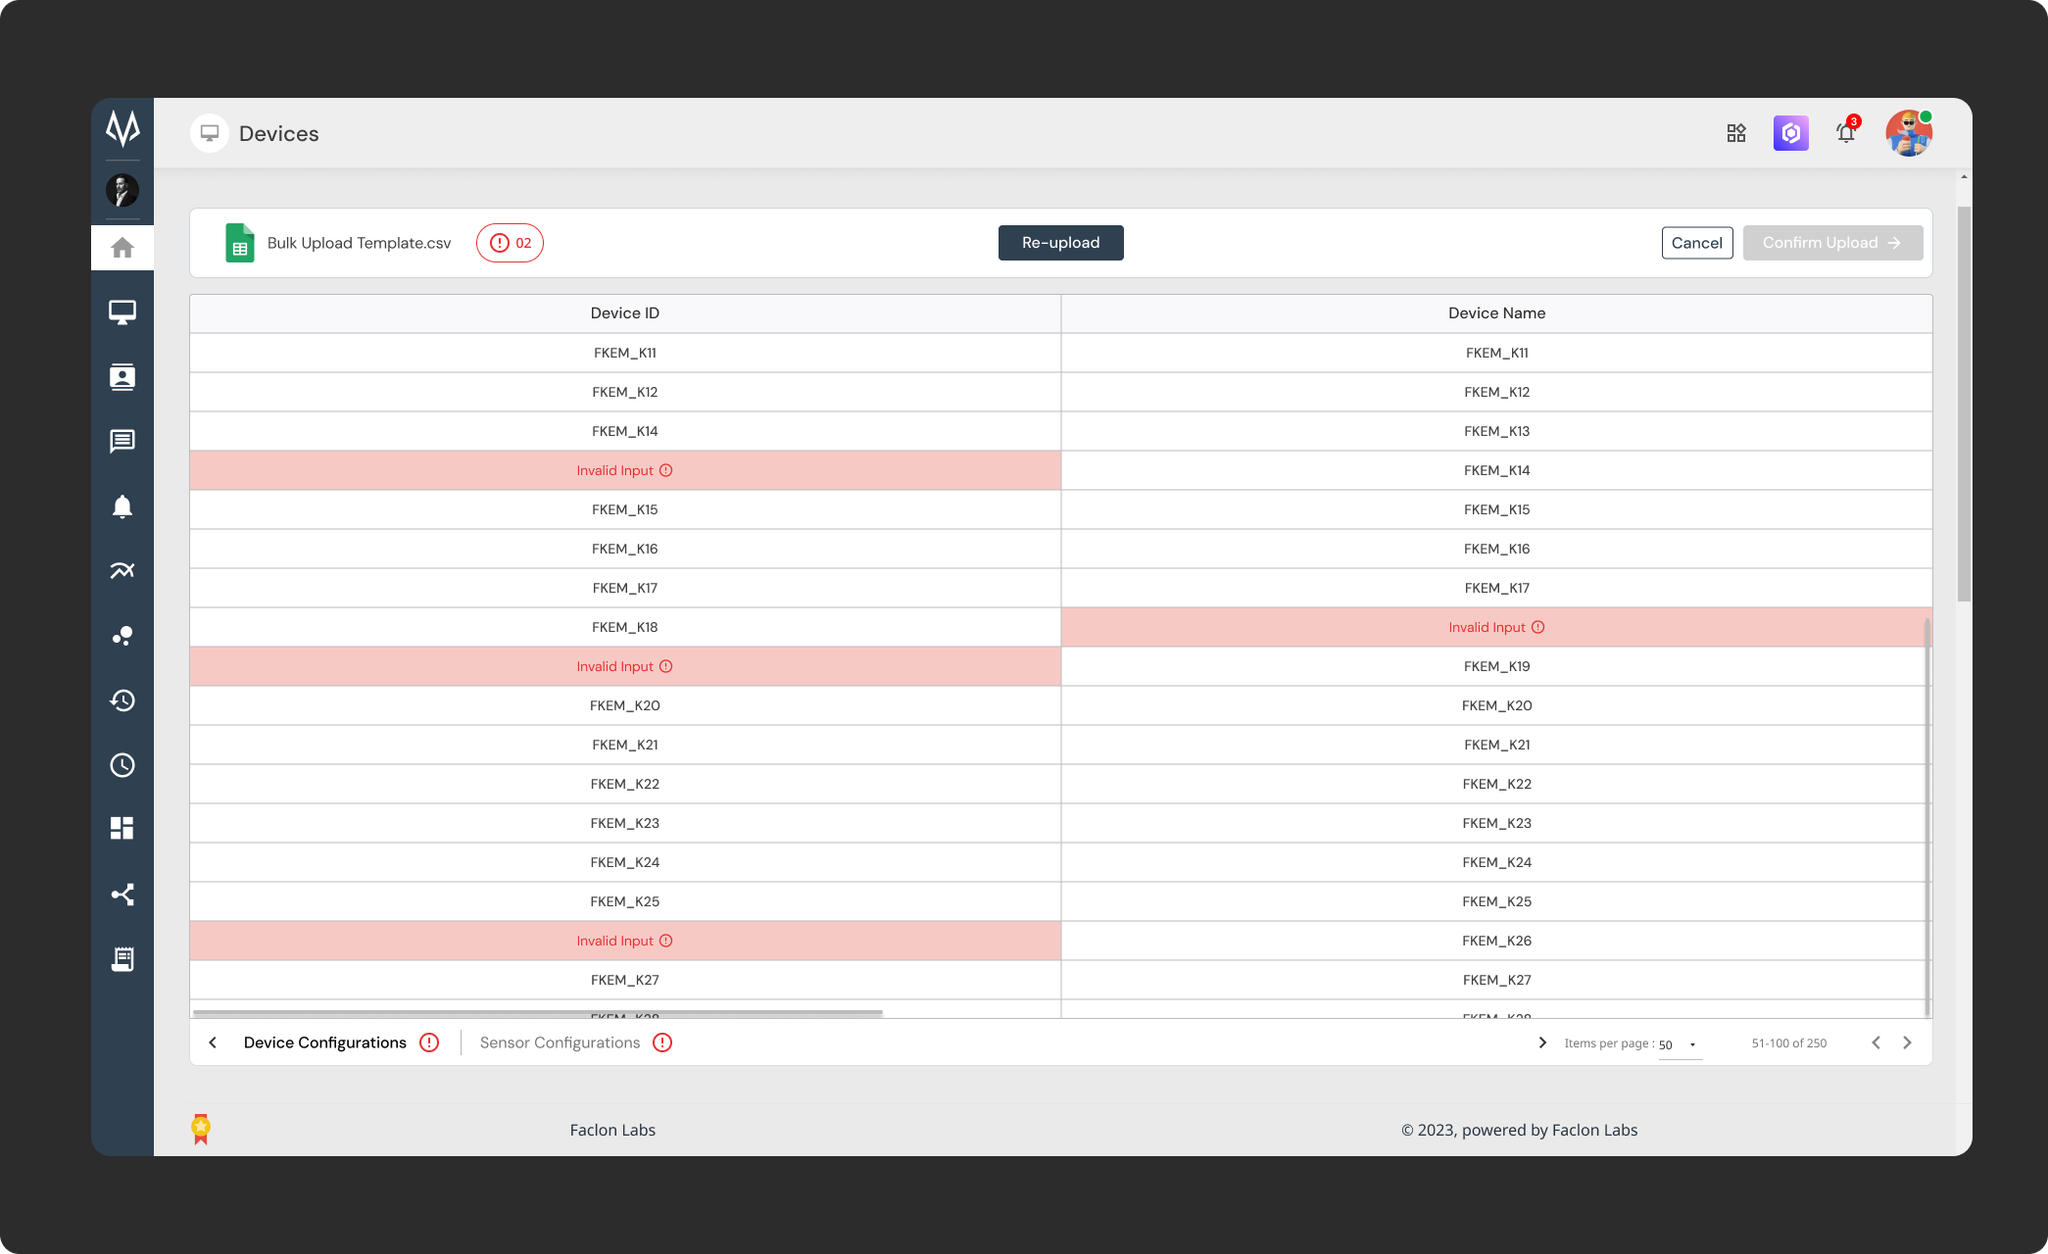 Devices
3
Bulk Upload Template.csv
02
Re-upload
Cancel
Confirm Upload
Device ID Device Name
FKEM_K11 FKEM_K11
FKEM_K12 FKEM_K12
FKEM_K14 FKEM_K13
Invalid Input FKEM_K14
FKEM_K15 FKEM_K15
FKEM_K16 FKEM_K16
FKEM_K17 FKEM_K17
FKEM_K18 Invalid Input
Invalid Input FKEM_K19
FKEM_K20 FKEM_K20
FKEM_K21 FKEM_K21
FKEM_K22 FKEM_K22
FKEM_K23 FKEM_K23
FKEM_K24 FKEM_K24
FKEM_K25 FKEM_K25
Invalid Input FKEM_K26
FKEM_K27 FKEM_K27
FKEM_K28 FKEM_K28
Device Configurations Sensor Configurations Items per page : 50 51-100 of 250
Faclon Labs © 2023, powered by Faclon Labs